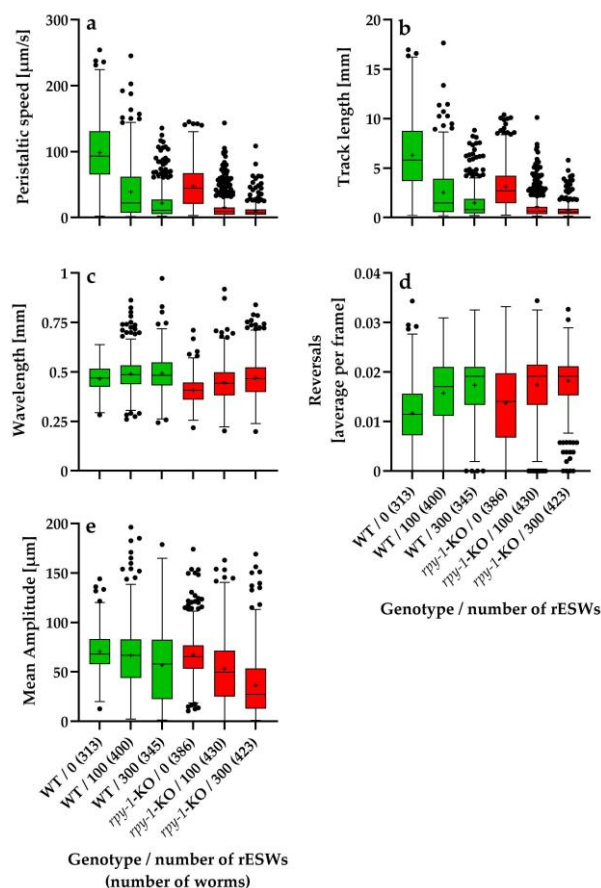 a
Peristaltic speed [µm/s]
300
200
100
0
b
Track length [mm]
20
15
10
5
0
c
Wavelength [mm]
1
0.75
0.5
0.25
0
d
Reversals
[average per frame]
0.04
0.03
0.02
0.01
0
WT / 0 (313)
WT / 100 (400)
WT / 300 (345)
rpy-1-KO / 0 (386)
rpy-1-KO / 100 (430)
rpy-1-KO / 300 (423)
Genotype / number of rESWs
e
Mean Amplitude [µm]
200
150
100
50
0
WT / 0 (313)
WT / 100 (400)
WT / 300 (345)
rpy-1-KO / 0 (386)
rpy-1-KO / 100 (430)
rpy-1-KO / 300 (423)
Genotype / number of rESWs
(number of worms)